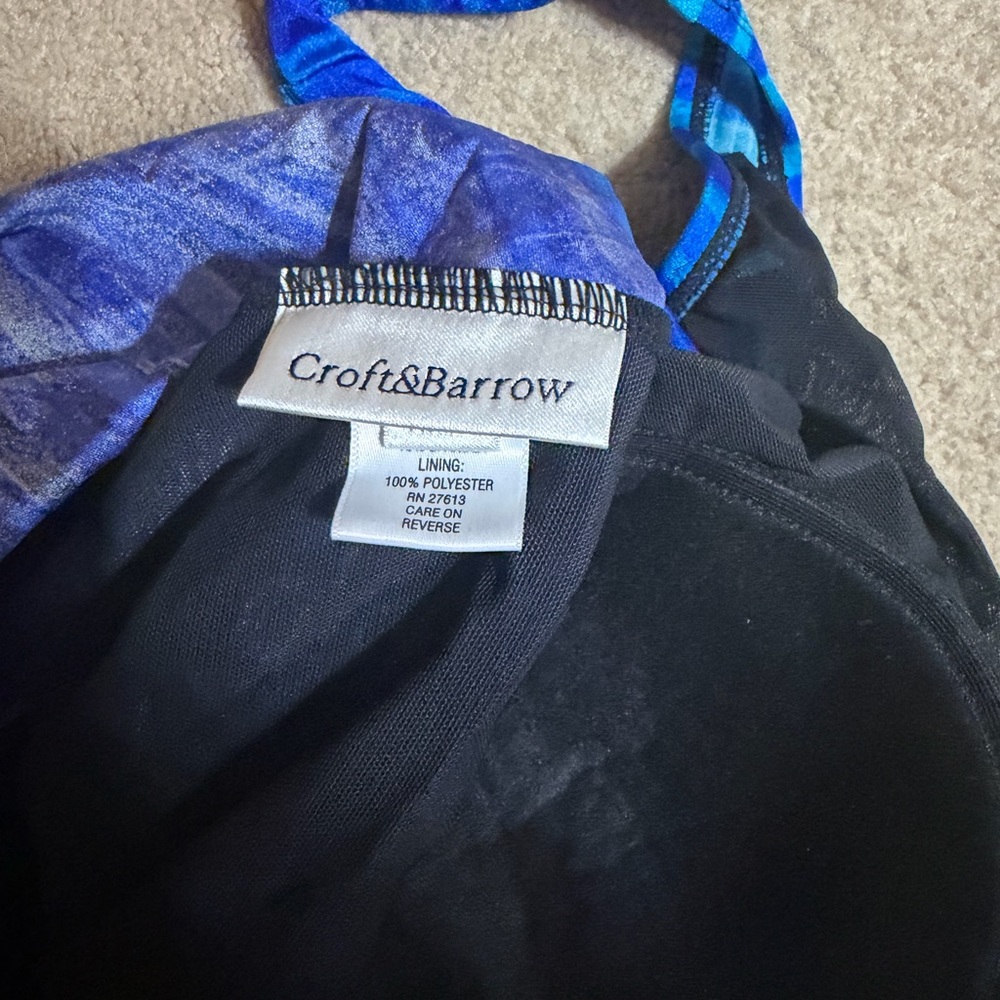 Croft&Barrow
LINING:
100% POLYESTER
RN 27613
CARE ON
REVERSE